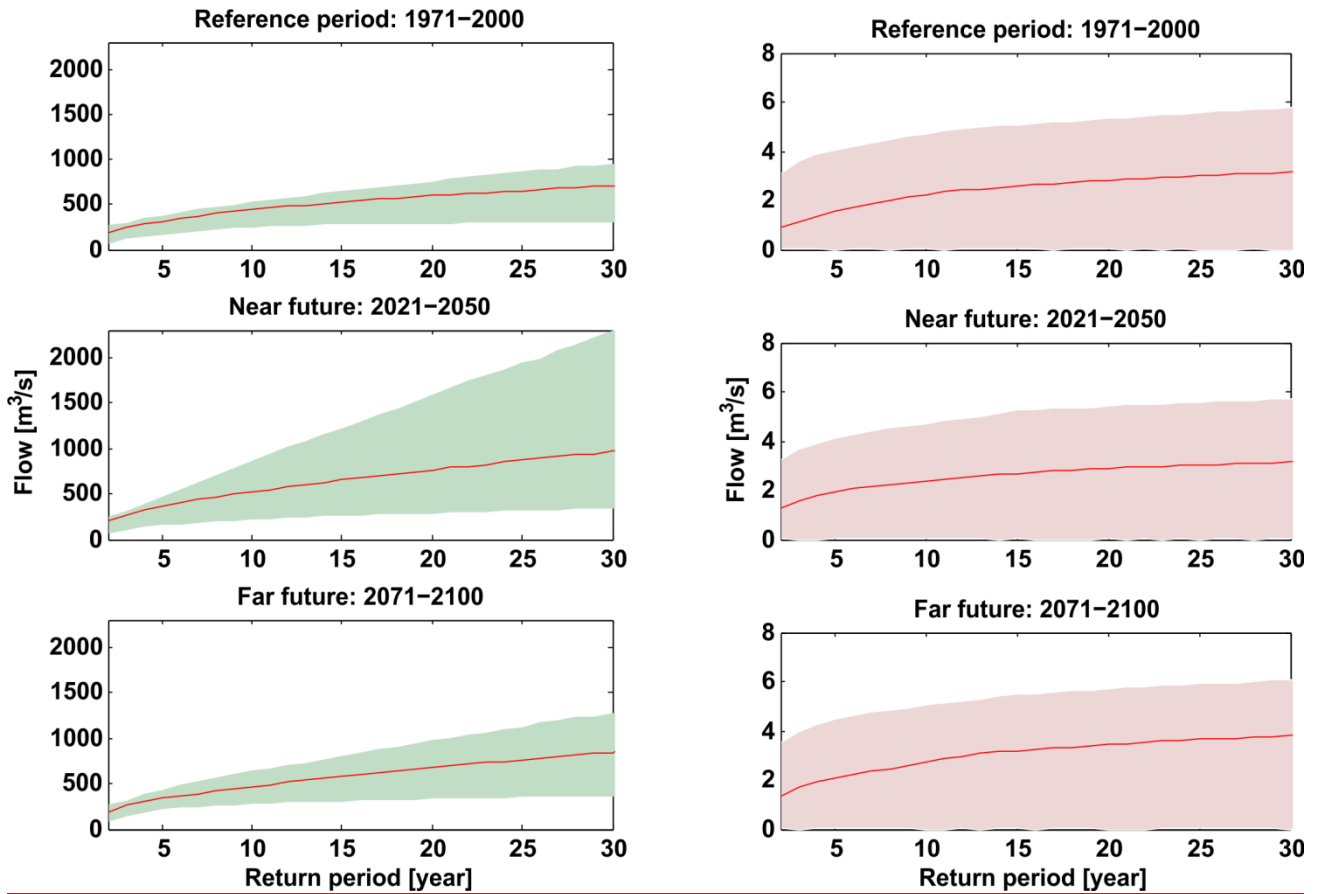 Reference period: 1971−2000
2000
1500
1000
500
0
5 10 15 20 25 30
Near future: 2021−2050
Flow [m³/s]
2000
1500
1000
500
0
5 10 15 20 25 30
Far future: 2071−2100
2000
1500
1000
500
0
5 10 15 20 25 30
Return period [year]
Reference period: 1971−2000
8
6
4
2
0
5 10 15 20 25 30
Near future: 2021−2050
Flow [m³/s]
8
6
4
2
0
5 10 15 20 25 30
Far future: 2071−2100
8
6
4
2
0
5 10 15 20 25 30
Return period [year]